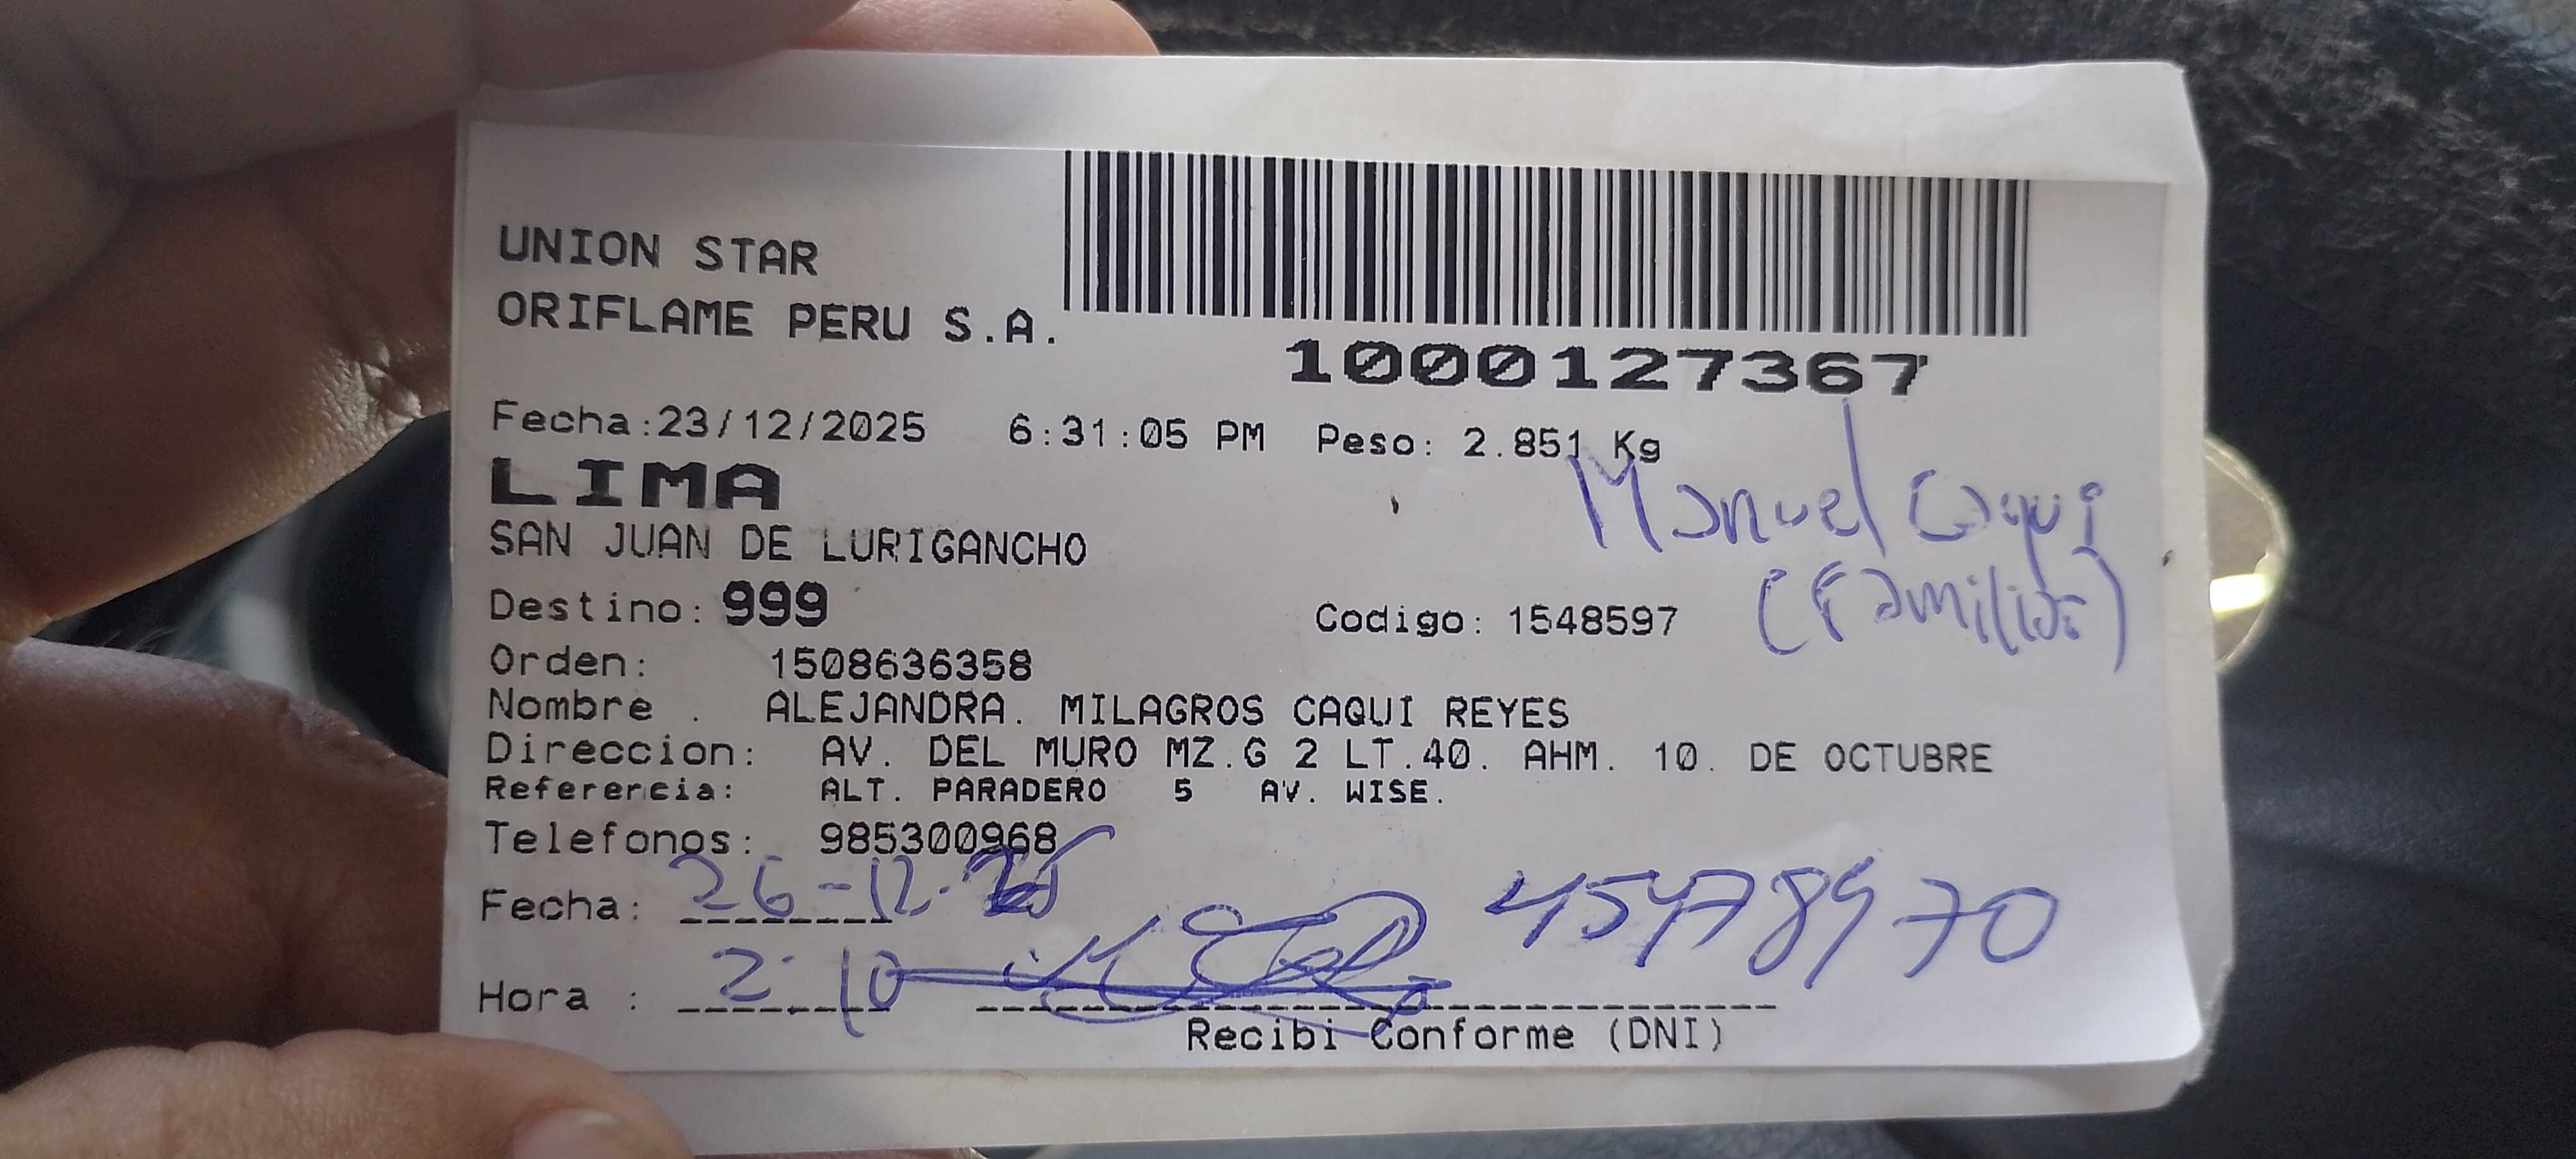 UNION STAR
ORIFLAME PERU S.A.
1000127367
Fecha:23/12/2025 6:31:05 PM Peso: 2.851 Kg
LIMA
Manuel Caqui
SAN JUAN DE LURIGANCHO
(Familiar)
Destino: 999 Codigo: 1548597
Orden: 1508636358
Nombre . ALEJANDRA. MILAGROS CAQUI REYES
Direccion: AV. DEL MURO MZ.G 2 LT.40. AHM. 10. DE OCTUBRE
Referencia: ALT. PARADERO 5 AV. WISE.
Telefonos: 985300968
Fecha: 26-12-25
Hora : 2:10
Recibi Conforme (DNI)